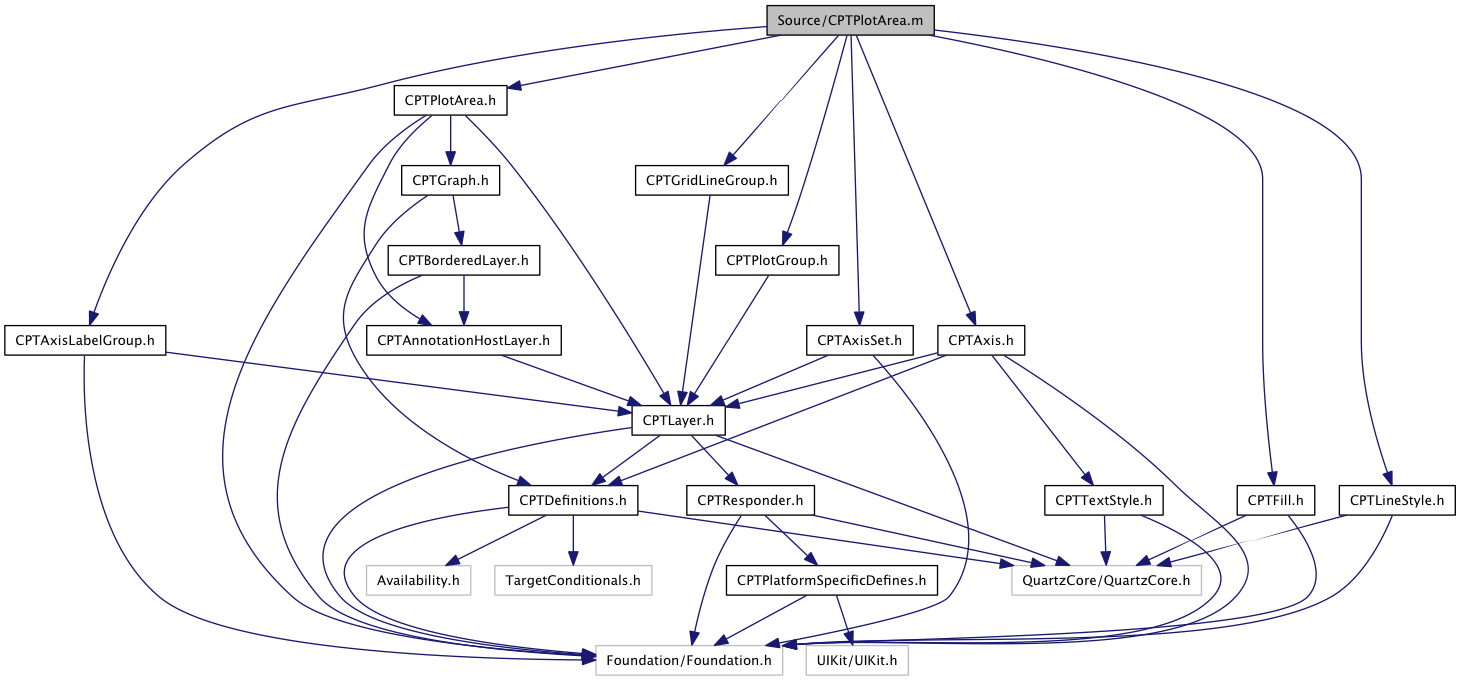 Source/CPTPlotArea.m
CPTPlotArea.h
CPTGraph.h
CPTGridLineGroup.h
CPTBorderedLayer.h
CPTPlotGroup.h
CPTAxisLabelGroup.h
CPTAnnotationHostLayer.h
CPTAxisSet.h
CPTAxis.h
CPTLayer.h
CPTDefinitions.h
CPTResponder.h
CPTTextStyle.h
CPTFill.h
CPTLineStyle.h
Availability.h
TargetConditionals.h
CPTPlatformSpecificDefines.h
QuartzCore/QuartzCore.h
Foundation/Foundation.h
UIKit/UIKit.h